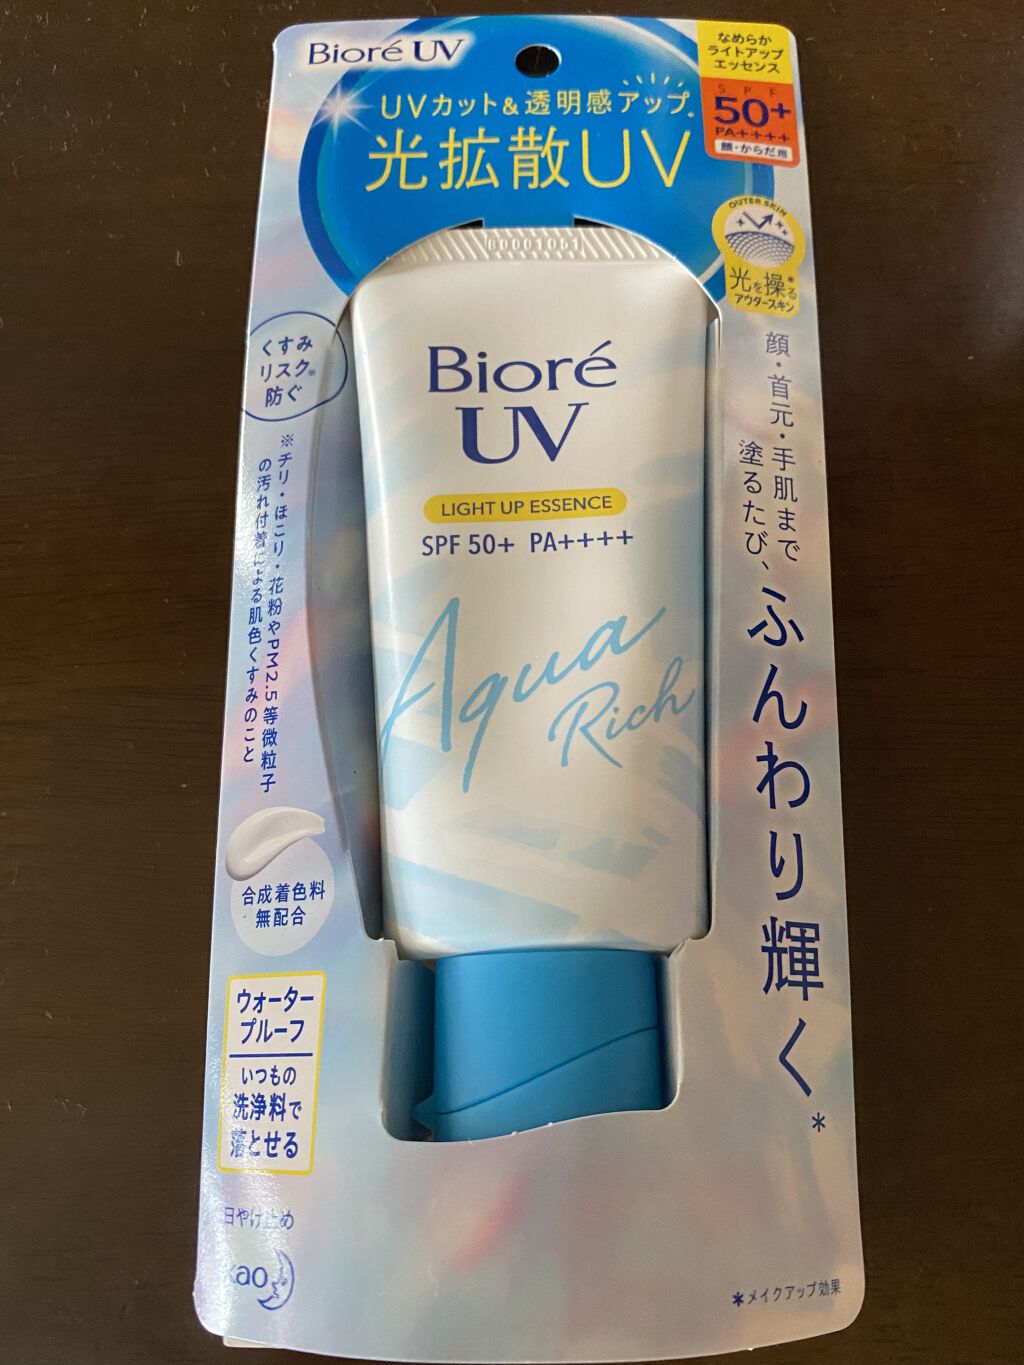 Bioré UV
UVカット&透明感アップ*
光拡散UV
なめらか
ライトアップ
エッセンス
SPF
50+
PA++++
顔・からだ用
OUTER SKIN
光を操る*
アウタースキン
B0001051
くすみ
リスク※
防ぐ
※チリ・ほこり・花粉やPM2.5等微粒子
の汚れ付着による肌色くすみのこと
Bioré
UV
LIGHT UP ESSENCE
SPF 50+ PA++++
Aqua
Rich
顔・首元・手肌まで
塗るたび、ふんわり輝く*
合成着色料
無配合
ウォーター
プルーフ
いつもの
洗浄料で
落とせる
日やけ止め
kao
*メイクアップ効果